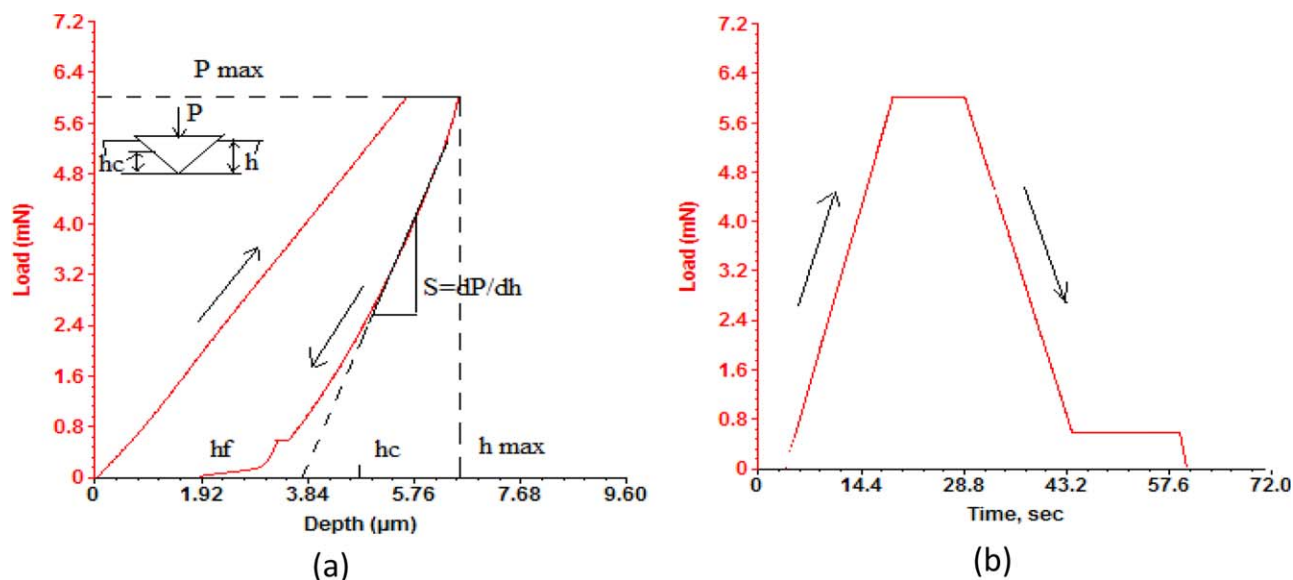 7.2
6.4
5.6
4.8
4.0
3.2
2.4
1.6
0.8
0
Load (mN)
P max
P
hc
h
S=dP/dh
hf
hc
h max
0
1.92
3.84
5.76
7.68
9.60
Depth (µm)
(a)
7.2
6.4
5.6
4.8
4.0
3.2
2.4
1.6
0.8
0
Load (mN)
0
14.4
28.8
43.2
57.6
72.0
Time, sec
(b)